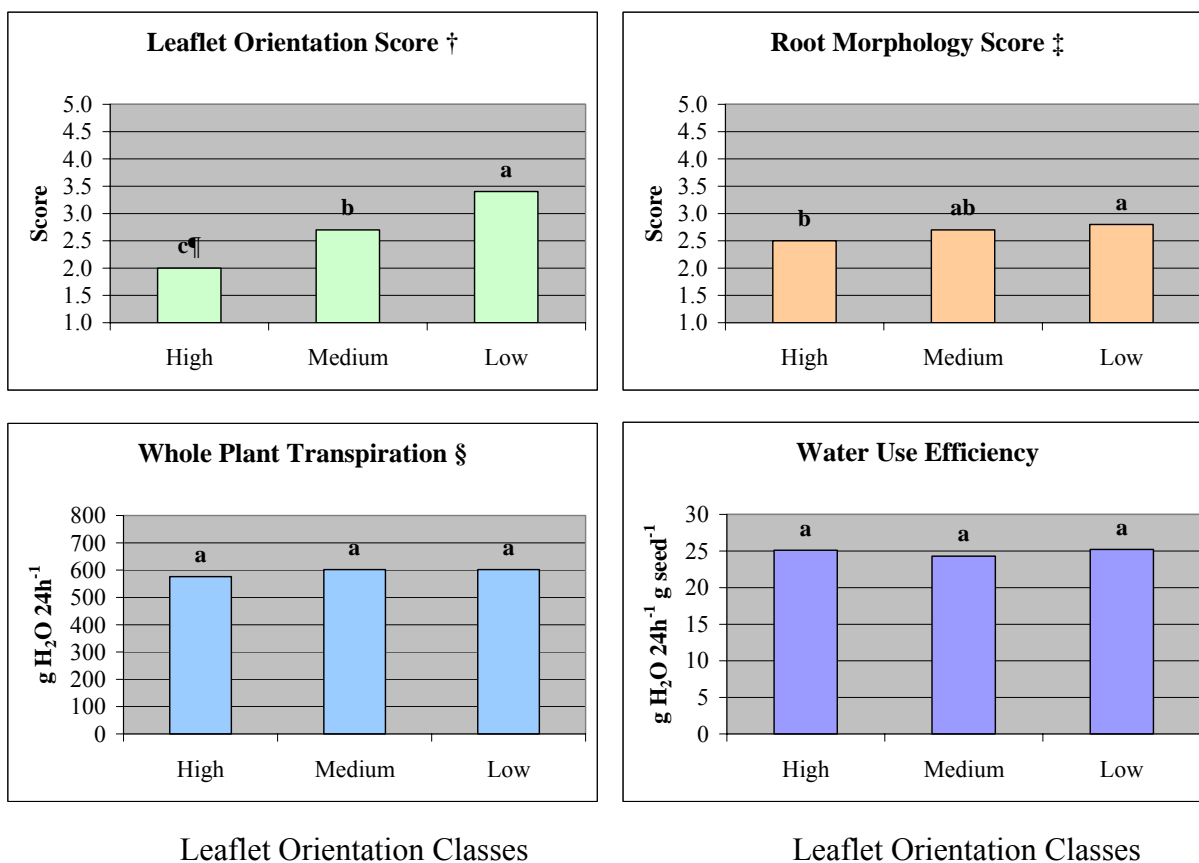 Leaflet Orientation Score †
Score
5.0
4.5
4.0
3.5
3.0
2.5
2.0
1.5
1.0
c¶
b
a
High Medium Low
Root Morphology Score ‡
Score
5.0
4.5
4.0
3.5
3.0
2.5
2.0
1.5
1.0
b
ab
a
High Medium Low
Whole Plant Transpiration §
g H₂O 24h⁻¹
800
700
600
500
400
300
200
100
0
a a a
High Medium Low
Water Use Efficiency
g H₂O 24h⁻¹ g seed⁻¹
30
25
20
15
10
5
0
a a a
High Medium Low
Leaflet Orientation Classes
Leaflet Orientation Classes